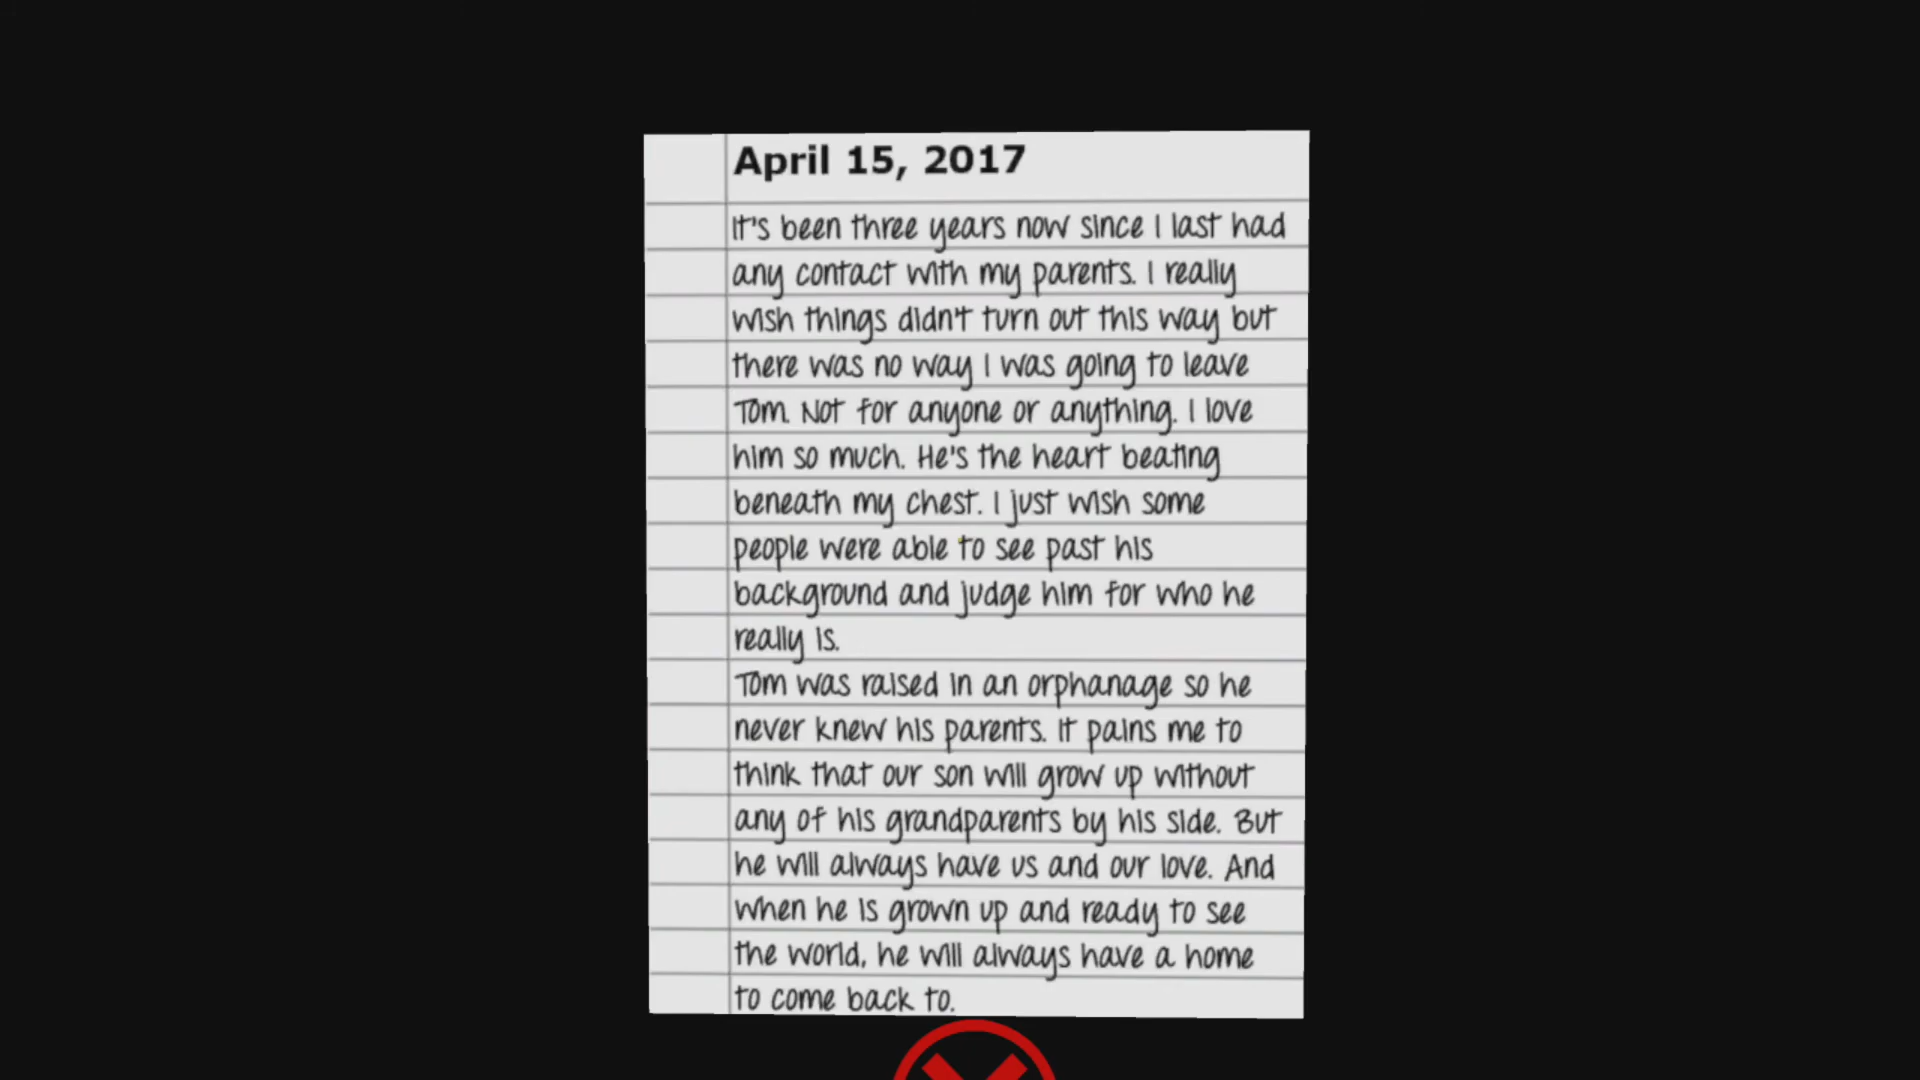 April 15, 2017
It's been three years now since I last had
any contact with my parents. I really
wish things didn't turn out this way but
there was no way I was going to leave
Tom. Not for anyone or anything. I love
him so much. He's the heart beating
beneath my chest. I just wish some
people were able to see past his
background and judge him for who he
really is.
Tom was raised in an orphanage so he
never knew his parents. It pains me to
think that our son will grow up without
any of his grandparents by his side. But
he will always have us and our love. And
when he is grown up and ready to see
the world, he will always have a home
to come back to.